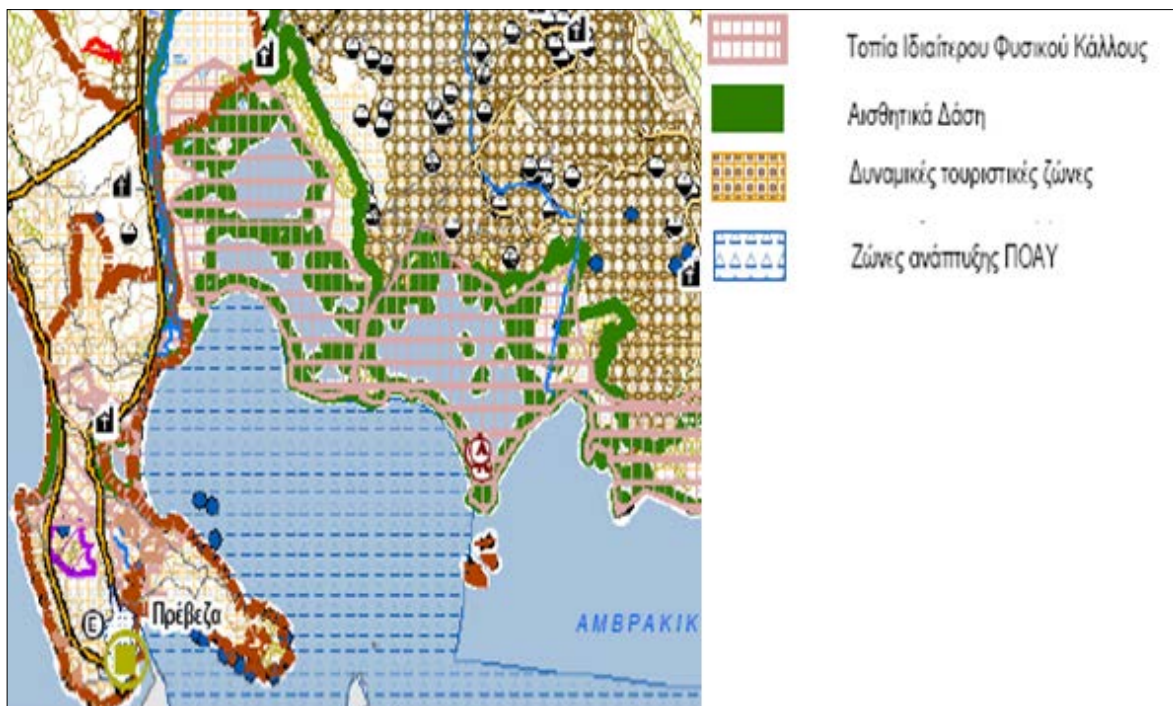 Τοπία Ιδιαίτερου Φυσικού Κάλλους
Αισθητικά Δάση
Δυναμικές τουριστικές ζώνες
Ζώνες ανάπτυξης ΠΟΑΥ
Πρέβεζα
Ε
Α
ΑΜΒΡΑΚΙΚ